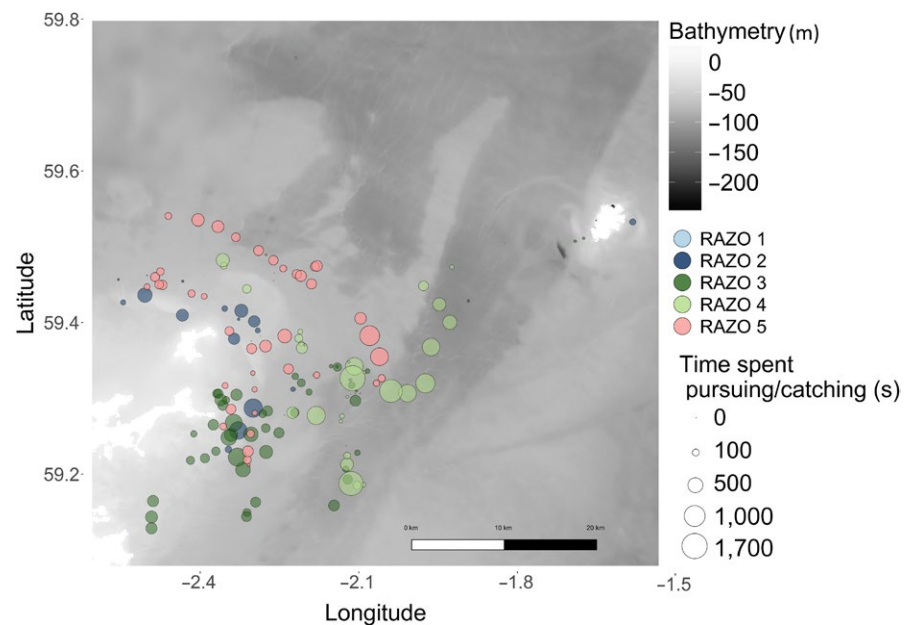 59.8
59.6
59.4
59.2
Latitude
−2.4
−2.1
−1.8
−1.5
Longitude
0 km
10 km
20 km
Bathymetry (m)
0
−50
−100
−150
−200
RAZO 1
RAZO 2
RAZO 3
RAZO 4
RAZO 5
Time spent
pursuing/catching (s)
0
100
500
1,000
1,700